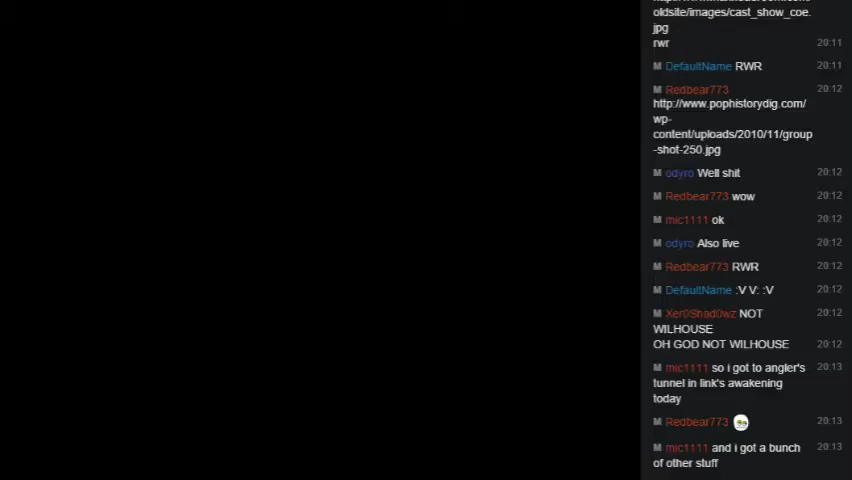 oldsite/images/cast_show_coe.
jpg
rwr 20:11
M DefaultName RWR 20:11
M Redbear773 20:12
http://www.pophistorydig.com/
wp-
content/uploads/2010/11/group
-shot-250.jpg
M odyro Well shit 20:12
M Redbear773 wow 20:12
M mic1111 ok 20:12
M odyro Also live 20:12
M Redbear773 RWR 20:12
M DefaultName :V V: :V 20:12
M Xer0Shad0wz NOT 20:12
WILHOUSE
OH GOD NOT WILHOUSE 20:12
M mic1111 so i got to angler's 20:13
tunnel in link's awakening
today
M Redbear773 20:13
M mic1111 and i got a bunch 20:13
of other stuff